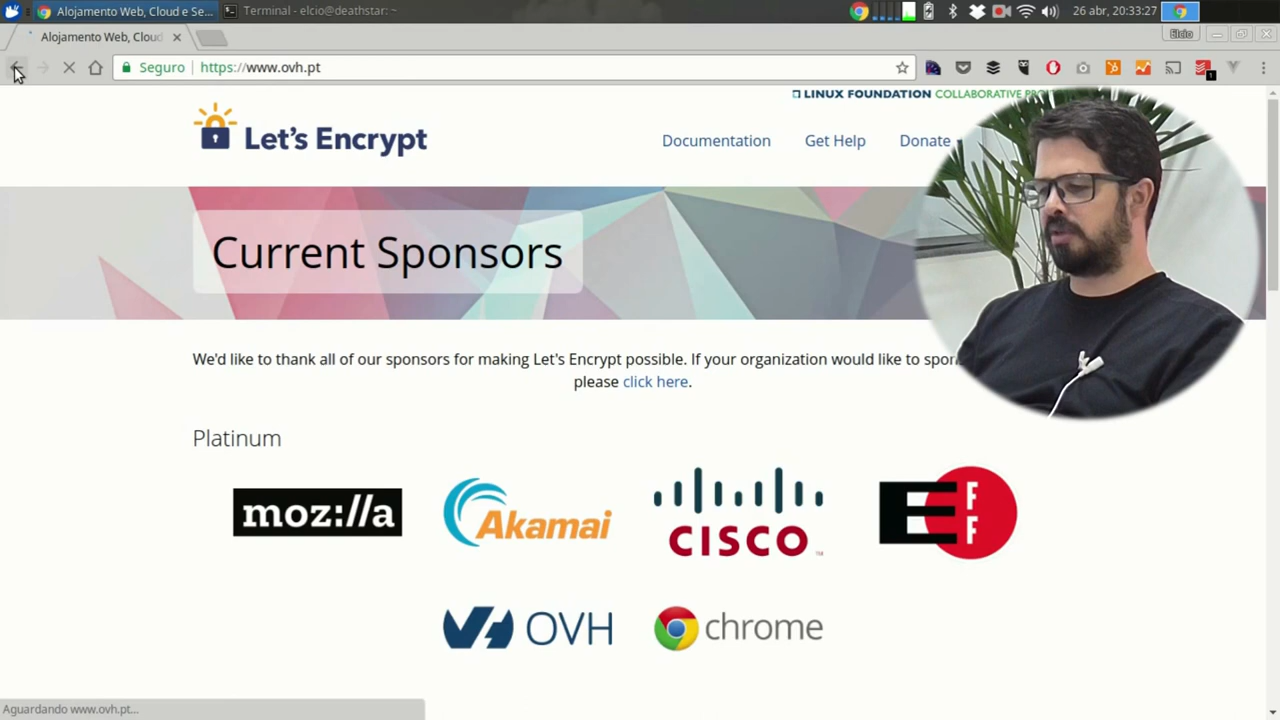 Alojamento Web, Cloud e Se...
Terminal - elcio@deathstar: ~
26 abr, 20:33:27
Alojamento Web, Cloud
Elcio
Seguro
https://www.ovh.pt
1
LINUX FOUNDATION COLLABORATIVE
Let's Encrypt
Documentation
Get Help
Donate
Current Sponsors
We'd like to thank all of our sponsors for making Let's Encrypt possible. If your organization would like to
please click here.
Platinum
moz://a
Akamai
CISCO
EFF
OVH
chrome
Aguardando www.ovh.pt...